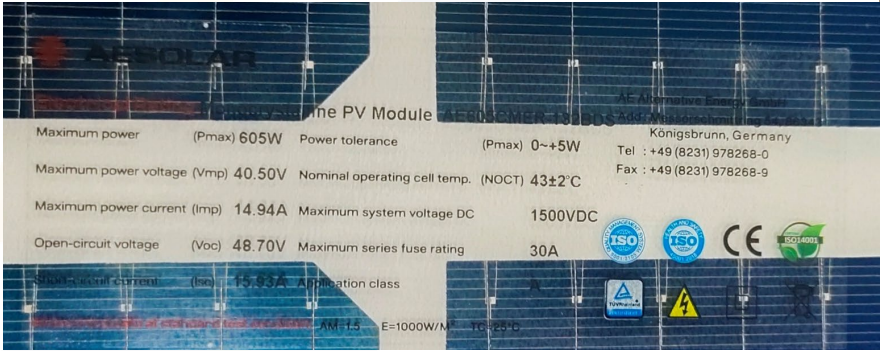 AESOLAR
PV Module AE605CMER-132BDS
Maximum power (Pmax) 605W
Maximum power voltage (Vmp) 40.50V
Maximum power current (Imp) 14.94A
Open-circuit voltage (Voc) 48.70V
Short-circuit current (Isc) 15.93A
Power tolerance (Pmax) 0~+5W
Nominal operating cell temp. (NOCT) 43±2°C
Maximum system voltage DC 1500VDC
Maximum series fuse rating 30A
Application class A
AM=1.5 E=1000W/M² TC=25°C
AE Alternative Energy
Königsbrunn, Germany
Tel : +49 (8231) 978268-0
Fax : +49 (8231) 978268-9
ISO
ISO
CE
ISO14001
TÜVRheinland